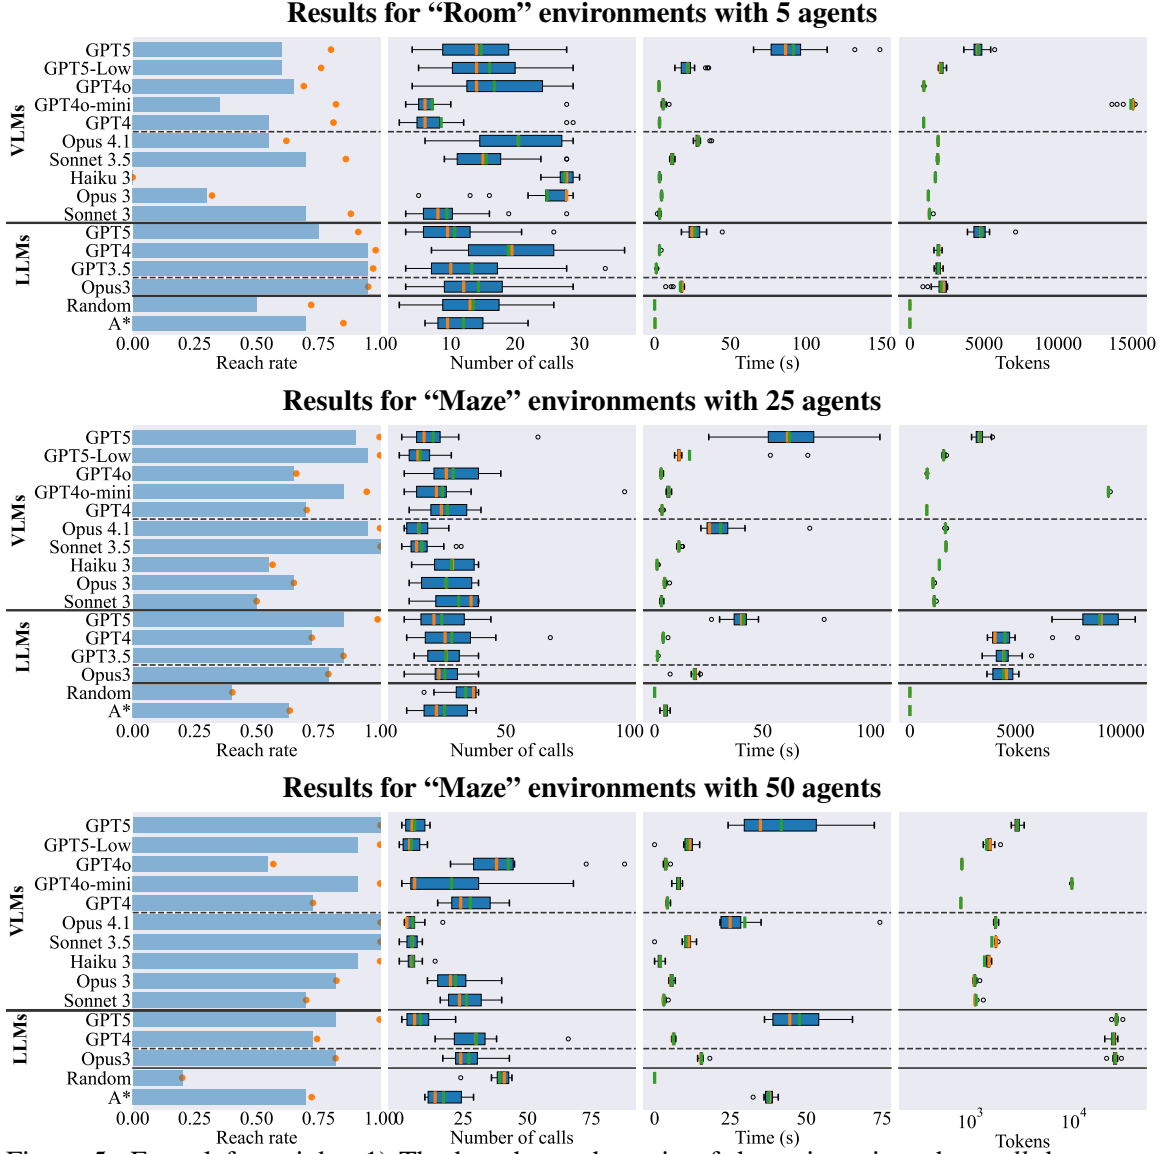 Results for “Room” environments with 5 agents
VLMs
GPT5
GPT5-Low
GPT4o
GPT4o-mini
GPT4
Opus 4.1
Sonnet 3.5
Haiku 3
Opus 3
Sonnet 3
LLMs
GPT5
GPT4
GPT3.5
Opus3
Random
A*
0.00 0.25 0.50 0.75 1.00 10 20 30 0 50 100 150 0 5000 10000 15000
Reach rate Number of calls Time (s) Tokens
Results for “Maze” environments with 25 agents
VLMs
GPT5
GPT5-Low
GPT4o
GPT4o-mini
GPT4
Opus 4.1
Sonnet 3.5
Haiku 3
Opus 3
Sonnet 3
LLMs
GPT5
GPT4
GPT3.5
Opus3
Random
A*
0.00 0.25 0.50 0.75 1.00 50 100 0 50 100 0 5000 10000
Reach rate Number of calls Time (s) Tokens
Results for “Maze” environments with 50 agents
VLMs
GPT5
GPT5-Low
GPT4o
GPT4o-mini
GPT4
Opus 4.1
Sonnet 3.5
Haiku 3
Opus 3
Sonnet 3
LLMs
GPT5
GPT4
Opus3
Random
A*
0.00 0.25 0.50 0.75 1.00 0 25 50 75 0 25 50 75 10³ 10⁴
Reach rate Number of calls Time (s) Tokens